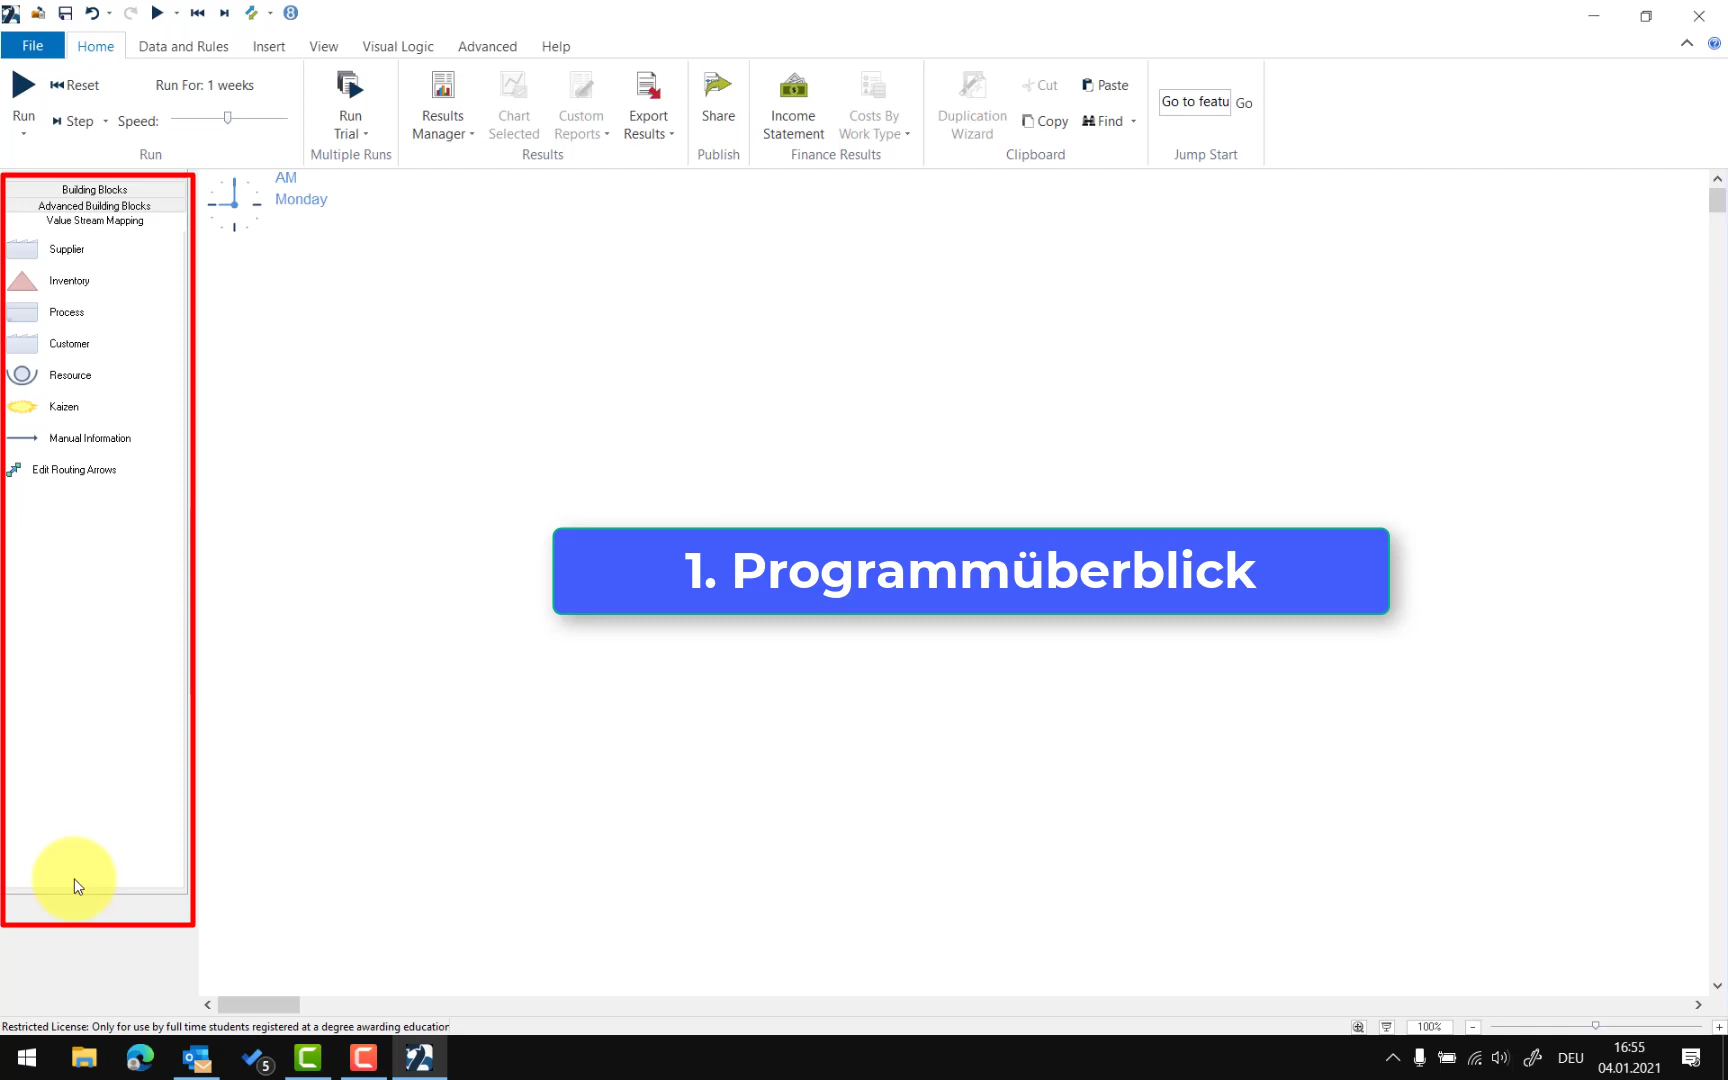 File Home Data and Rules Insert View Visual Logic Advanced Help
Run
Reset
Run For: 1 weeks
Step
Speed:
Run
Run
Trial
Multiple Runs
Results
Manager
Chart
Selected
Custom
Reports
Export
Results
Results
Share
Publish
Income
Statement
Costs By
Work Type
Finance Results
Duplication
Wizard
Cut
Copy
Paste
Find
Clipboard
Go to featu Go
Jump Start
Building Blocks
Advanced Building Blocks
Value Stream Mapping
Supplier
Inventory
Process
Customer
Resource
Kaizen
Manual Information
Edit Routing Arrows
AM
Monday
1. Programmüberblick
Restricted License: Only for use by full time students registered at a degree awarding education
100%
5
DEU
16:55
04.01.2021